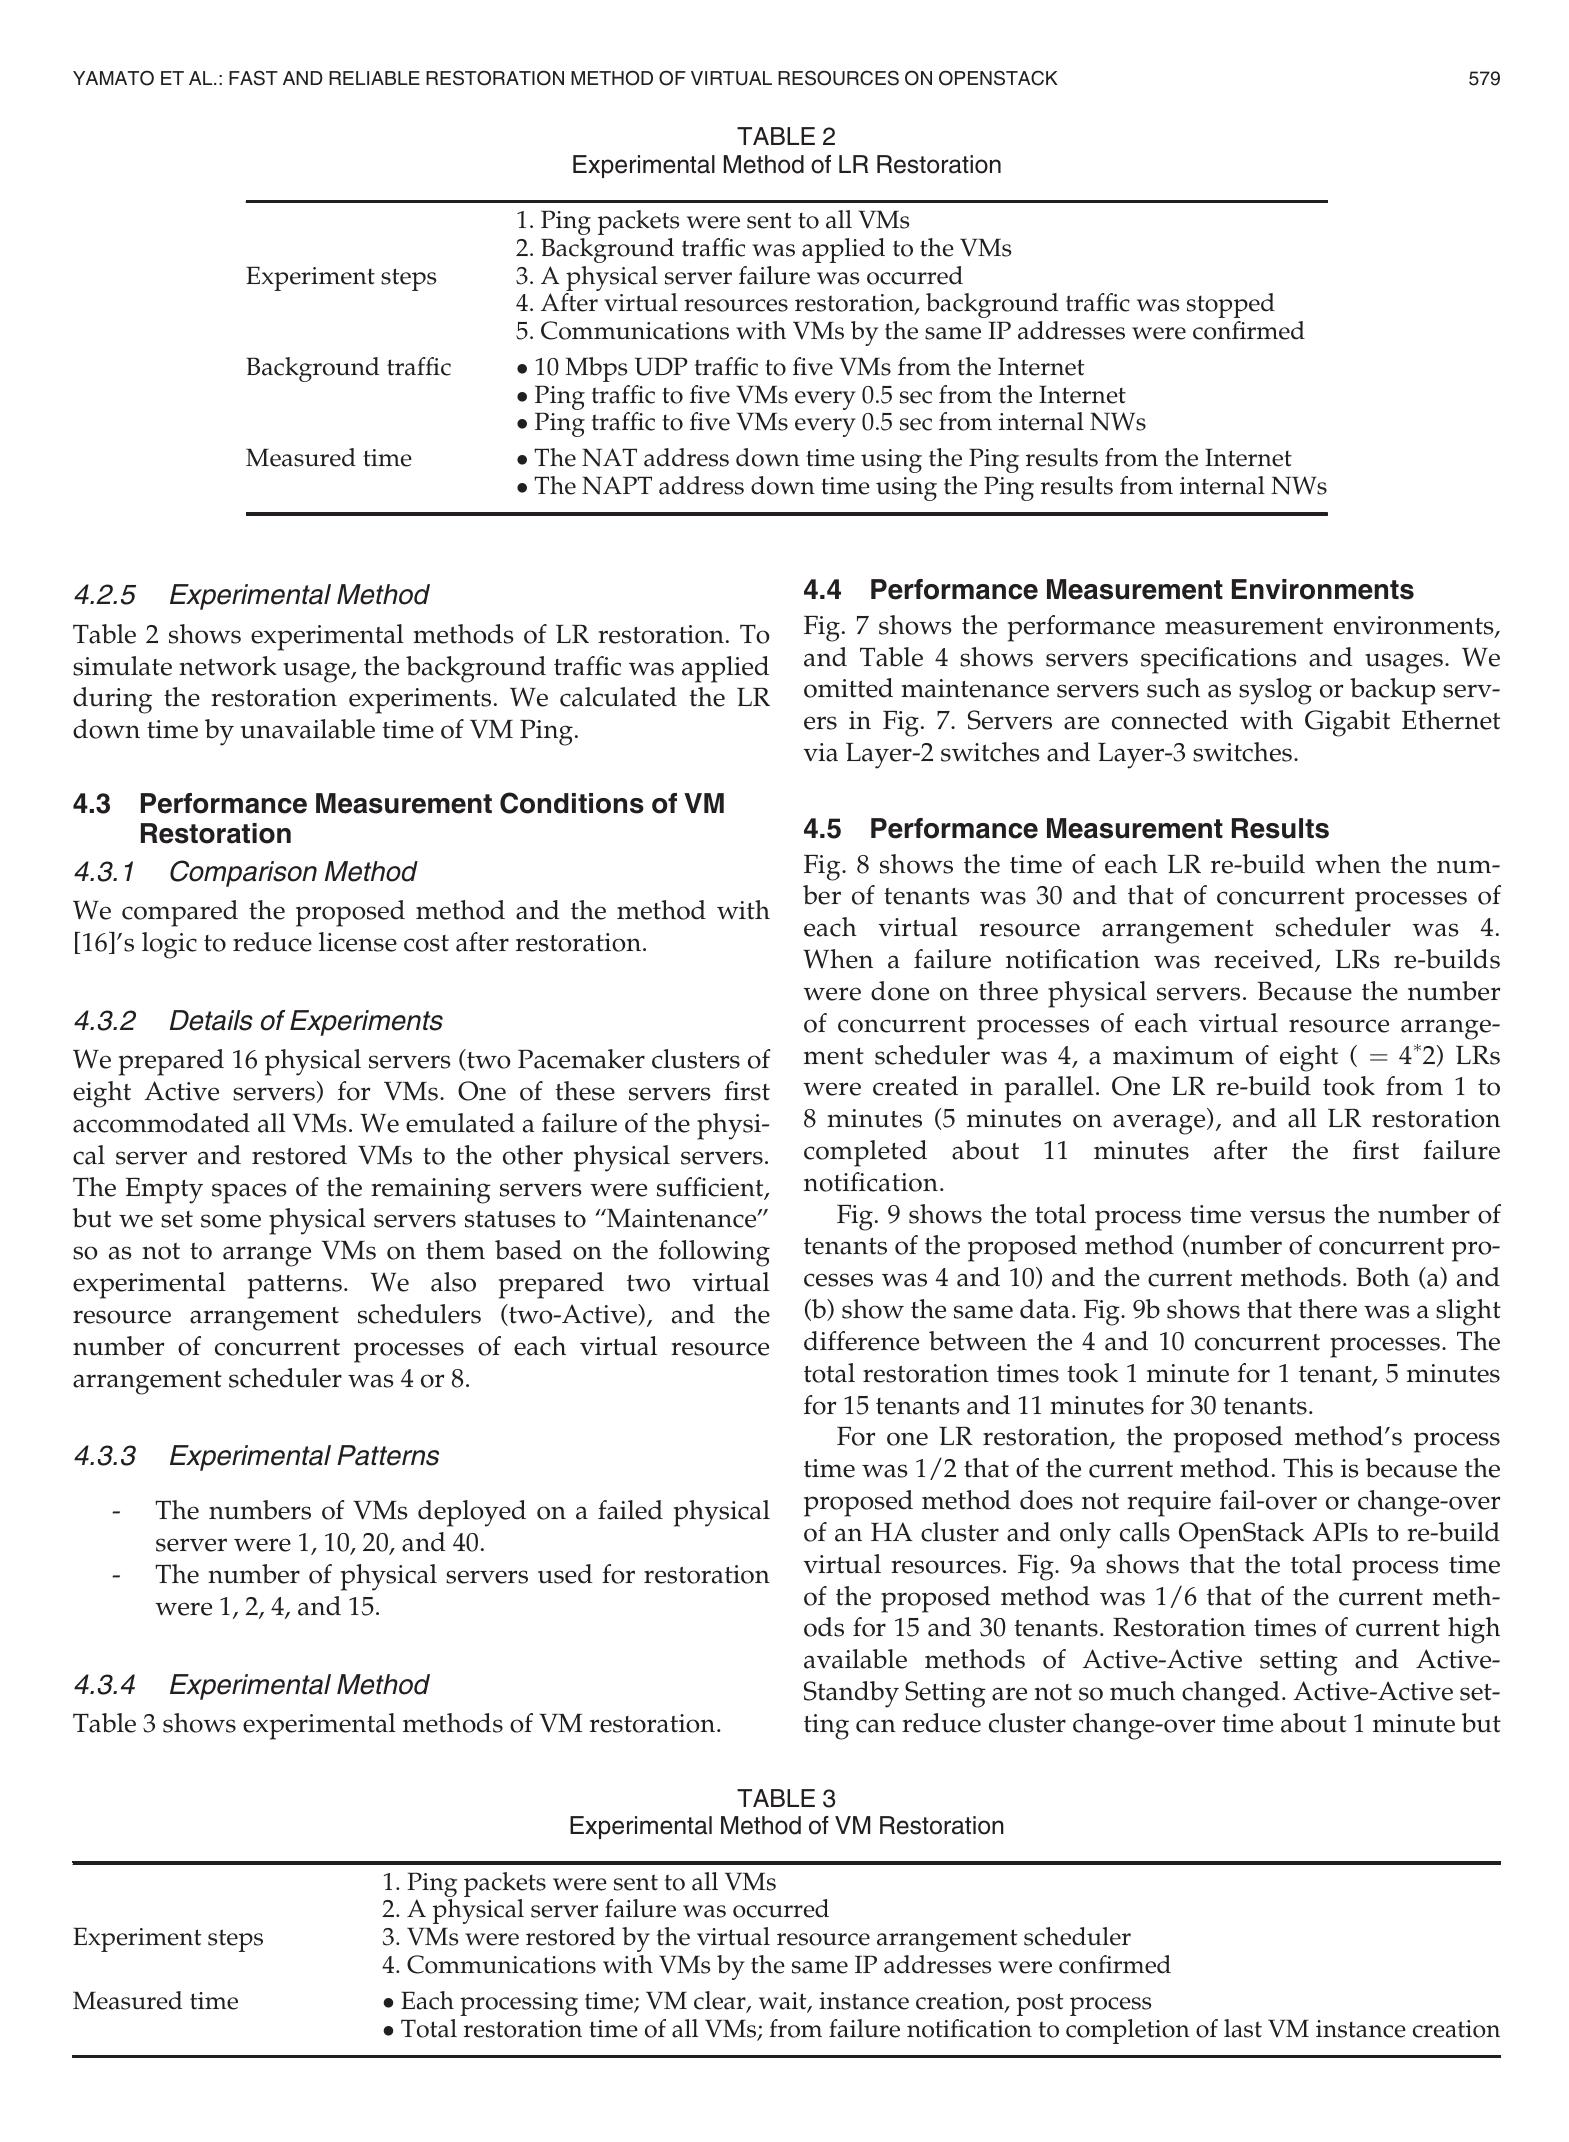 YAMATO ET AL.: FAST AND RELIABLE RESTORATION METHOD OF VIRTUAL RESOURCES ON OPENSTACK 579
TABLE 2
Experimental Method of LR Restoration
Experiment steps
1. Ping packets were sent to all VMs
2. Background traffic was applied to the VMs
3. A physical server failure was occurred
4. After virtual resources restoration, background traffic was stopped
5. Communications with VMs by the same IP addresses were confirmed
Background traffic
• 10 Mbps UDP traffic to five VMs from the Internet
• Ping traffic to five VMs every 0.5 sec from the Internet
• Ping traffic to five VMs every 0.5 sec from internal NWs
Measured time
• The NAT address down time using the Ping results from the Internet
• The NAPT address down time using the Ping results from internal NWs
4.2.5 Experimental Method
Table 2 shows experimental methods of LR restoration. To
simulate network usage, the background traffic was applied
during the restoration experiments. We calculated the LR
down time by unavailable time of VM Ping.
4.3 Performance Measurement Conditions of VM
Restoration
4.3.1 Comparison Method
We compared the proposed method and the method with
[16]'s logic to reduce license cost after restoration.
4.3.2 Details of Experiments
We prepared 16 physical servers (two Pacemaker clusters of
eight Active servers) for VMs. One of these servers first
accommodated all VMs. We emulated a failure of the physi-
cal server and restored VMs to the other physical servers.
The Empty spaces of the remaining servers were sufficient,
but we set some physical servers statuses to "Maintenance"
so as not to arrange VMs on them based on the following
experimental patterns. We also prepared two virtual
resource arrangement schedulers (two-Active), and the
number of concurrent processes of each virtual resource
arrangement scheduler was 4 or 8.
4.3.3 Experimental Patterns
- The numbers of VMs deployed on a failed physical
server were 1, 10, 20, and 40.
- The number of physical servers used for restoration
were 1, 2, 4, and 15.
4.3.4 Experimental Method
Table 3 shows experimental methods of VM restoration.
4.4 Performance Measurement Environments
Fig. 7 shows the performance measurement environments,
and Table 4 shows servers specifications and usages. We
omitted maintenance servers such as syslog or backup serv-
ers in Fig. 7. Servers are connected with Gigabit Ethernet
via Layer-2 switches and Layer-3 switches.
4.5 Performance Measurement Results
Fig. 8 shows the time of each LR re-build when the num-
ber of tenants was 30 and that of concurrent processes of
each virtual resource arrangement scheduler was 4.
When a failure notification was received, LRs re-builds
were done on three physical servers. Because the number
of concurrent processes of each virtual resource arrange-
ment scheduler was 4, a maximum of eight ( = 4*2) LRs
were created in parallel. One LR re-build took from 1 to
8 minutes (5 minutes on average), and all LR restoration
completed about 11 minutes after the first failure
notification.
Fig. 9 shows the total process time versus the number of
tenants of the proposed method (number of concurrent pro-
cesses was 4 and 10) and the current methods. Both (a) and
(b) show the same data. Fig. 9b shows that there was a slight
difference between the 4 and 10 concurrent processes. The
total restoration times took 1 minute for 1 tenant, 5 minutes
for 15 tenants and 11 minutes for 30 tenants.
For one LR restoration, the proposed method's process
time was 1/2 that of the current method. This is because the
proposed method does not require fail-over or change-over
of an HA cluster and only calls OpenStack APIs to re-build
virtual resources. Fig. 9a shows that the total process time
of the proposed method was 1/6 that of the current meth-
ods for 15 and 30 tenants. Restoration times of current high
available methods of Active-Active setting and Active-
Standby Setting are not so much changed. Active-Active set-
ting can reduce cluster change-over time about 1 minute but
TABLE 3
Experimental Method of VM Restoration
Experiment steps
1. Ping packets were sent to all VMs
2. A physical server failure was occurred
3. VMs were restored by the virtual resource arrangement scheduler
4. Communications with VMs by the same IP addresses were confirmed
Measured time
• Each processing time; VM clear, wait, instance creation, post process
• Total restoration time of all VMs; from failure notification to completion of last VM instance creation